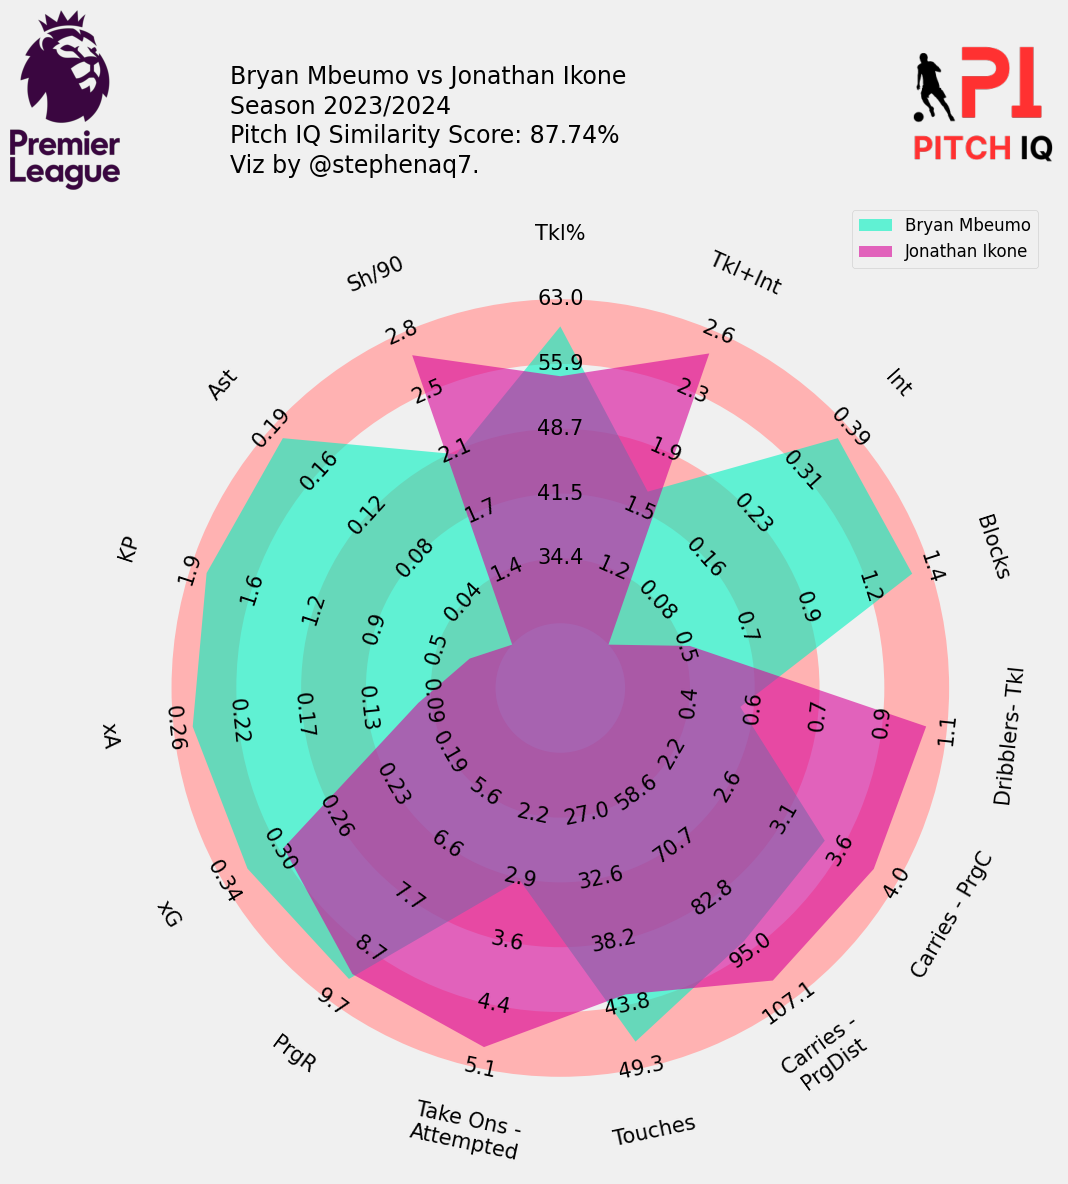 Premier
League
Bryan Mbeumo vs Jonathan Ikone
Season 2023/2024
Pitch IQ Similarity Score: 87.74%
Viz by @stephenaq7.
PI
PITCH IQ
Bryan Mbeumo
Jonathan Ikone
Tkl%
34.4
41.5
48.7
55.9
63.0
Tkl+Int
1.2
1.5
1.9
2.3
2.6
Int
0.08
0.16
0.23
0.31
0.39
Blocks
0.5
0.7
0.9
1.2
1.4
Dribblers- Tkl
0.4
0.6
0.7
0.9
1.1
Carries - PrgC
2.2
2.6
3.1
3.6
4.0
Carries -
PrgDist
58.6
70.7
82.8
95.0
107.1
Touches
27.0
32.6
38.2
43.8
49.3
Take Ons -
Attempted
2.2
2.9
3.6
4.4
5.1
PrgR
5.6
6.6
7.7
8.7
9.7
xG
0.19
0.23
0.26
0.30
0.34
xA
0.09
0.13
0.17
0.22
0.26
KP
0.5
0.9
1.2
1.6
1.9
Ast
0.04
0.08
0.12
0.16
0.19
Sh/90
1.4
1.7
2.1
2.5
2.8